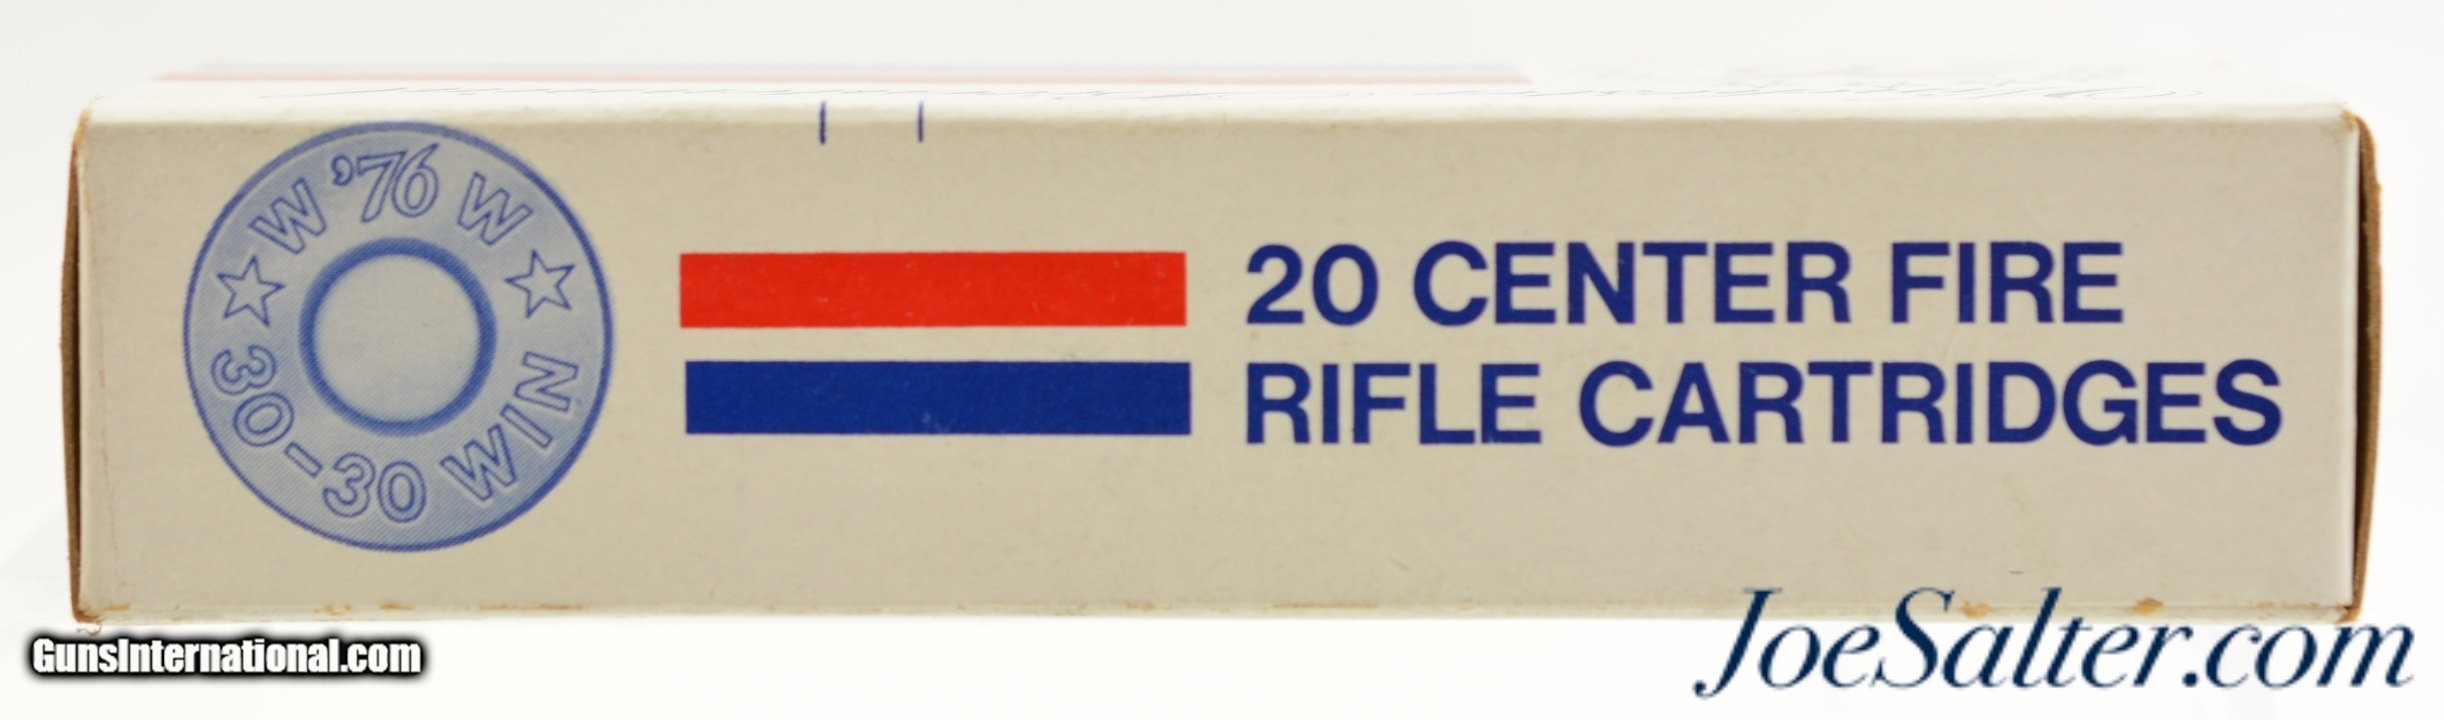 W '76 W
30-30 WIN
20 CENTER FIRE
RIFLE CARTRIDGES
GunsInternational.com
JoeSalter.com